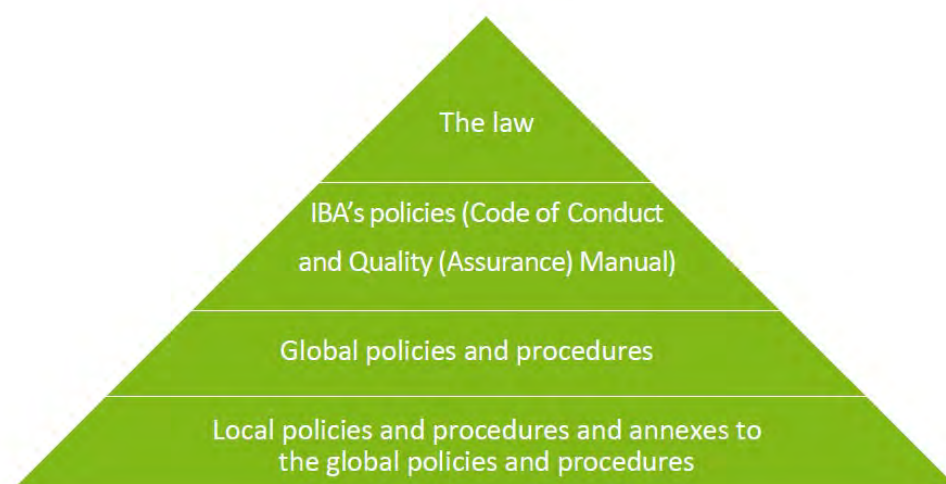 The law
IBA's policies (Code of Conduct
and Quality (Assurance) Manual)
Global policies and procedures
Local policies and procedures and annexes to
the global policies and procedures